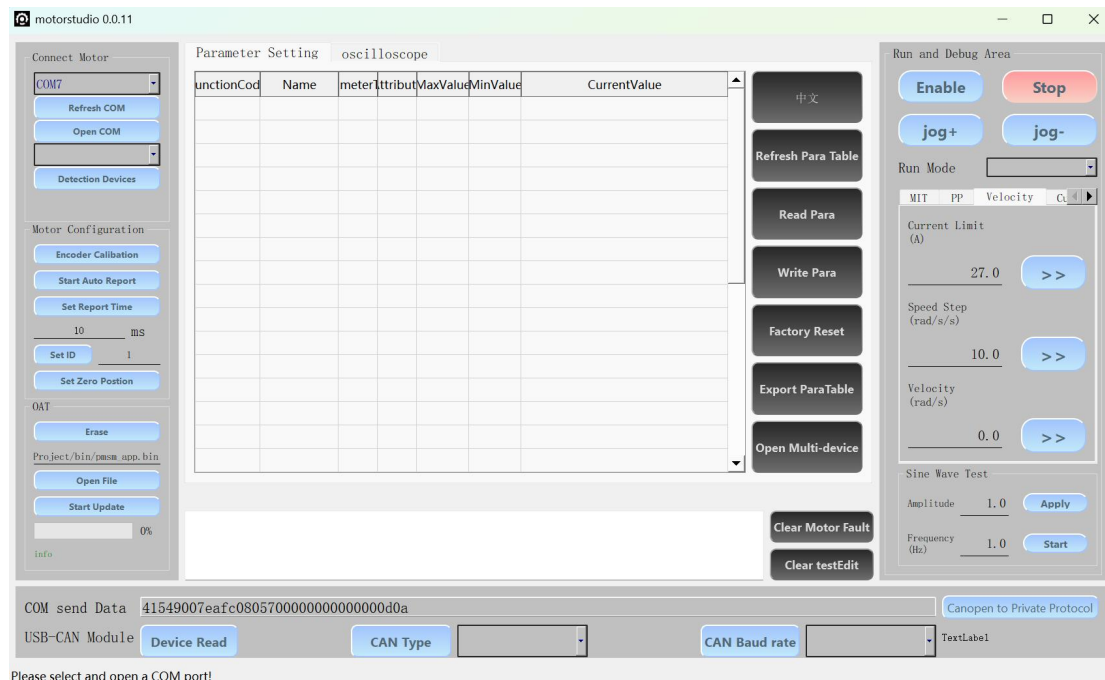 motorstudio 0.0.11
Connect Motor
COM7
Refresh COM
Open COM
Detection Devices
Motor Configuration
Encoder Calibation
Start Auto Report
Set Report Time
10 ms
Set ID 1
Set Zero Postion
OAT
Erase
Project/bin/pmsm_app.bin
Open File
Start Update
0%
info
Parameter Setting oscilloscope
unctionCod Name meterT ttribut MaxValue MinValue CurrentValue
中文
Refresh Para Table
Read Para
Write Para
Factory Reset
Export ParaTable
Open Multi-device
Clear Motor Fault
Clear testEdit
Run and Debug Area
Enable Stop
jog+ jog-
Run Mode
MIT PP Velocity Cu
Current Limit
(A)
27.0 >>
Speed Step
(rad/s/s)
10.0 >>
Velocity
(rad/s)
0.0 >>
Sine Wave Test
Amplitude 1.0 Apply
Frequency
(Hz) 1.0 Start
COM send Data 41549007eafc0805700000000000000d0a Canopen to Private Protocol
USB-CAN Module Device Read CAN Type CAN Baud rate TextLabel
Please select and open a COM port!